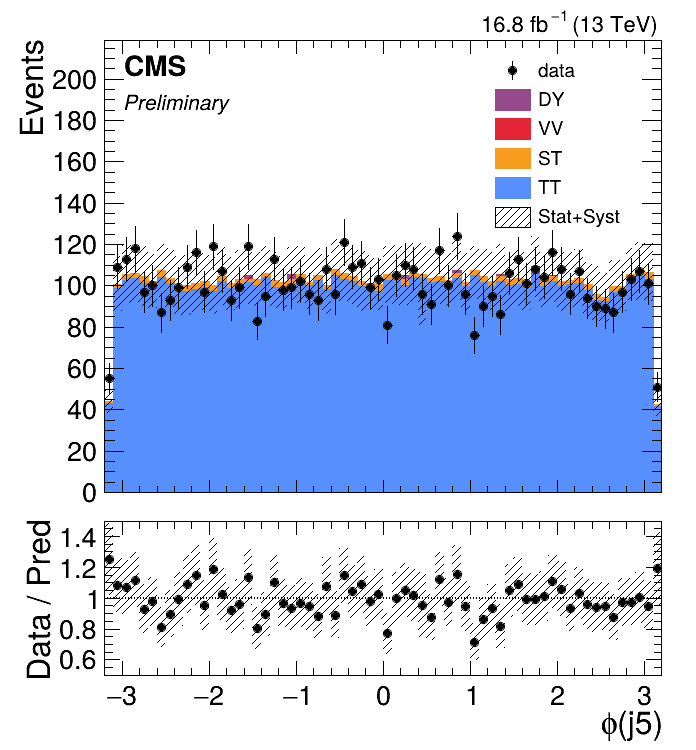 16.8 fb⁻¹ (13 TeV)
CMS
Preliminary
data
DY
VV
ST
TT
Stat+Syst
Events
200
180
160
140
120
100
80
60
40
20
0
Data / Pred
1.4
1.2
1
0.8
0.6
−3 −2 −1 0 1 2 3
ϕ(j5)